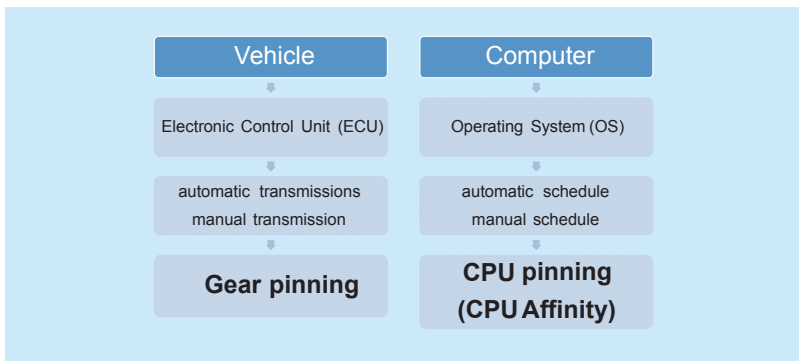 Vehicle
Electronic Control Unit (ECU)
automatic transmissions
manual transmission
Gear pinning
Computer
Operating System (OS)
automatic schedule
manual schedule
CPU pinning
(CPU Affinity)